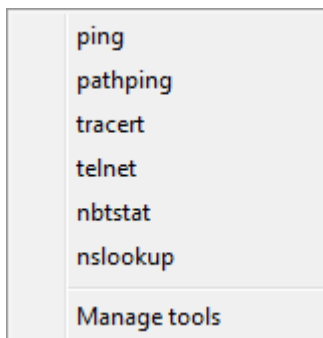 ping
pathping
tracert
telnet
nbtstat
nslookup
Manage tools